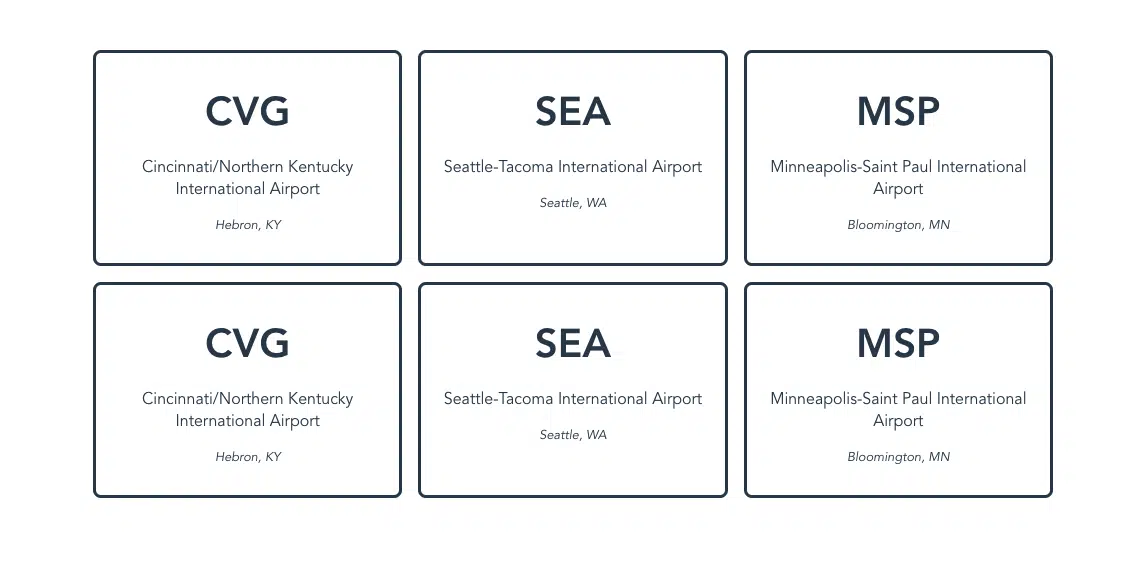 CVG
Cincinnati/Northern Kentucky
International Airport
Hebron, KY
SEA
Seattle-Tacoma International Airport
Seattle, WA
MSP
Minneapolis-Saint Paul International
Airport
Bloomington, MN
CVG
Cincinnati/Northern Kentucky
International Airport
Hebron, KY
SEA
Seattle-Tacoma International Airport
Seattle, WA
MSP
Minneapolis-Saint Paul International
Airport
Bloomington, MN